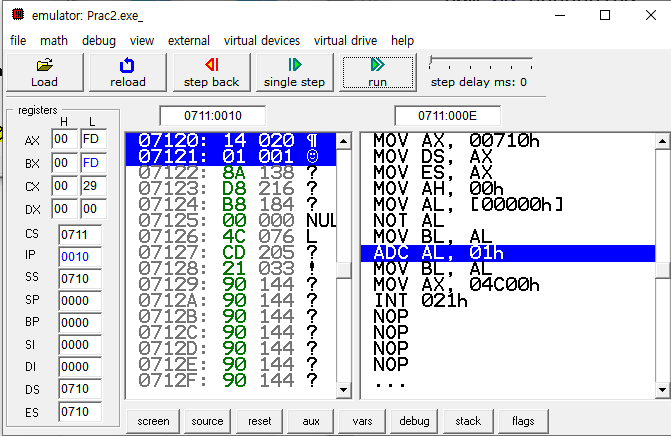 emulator: Prac2.exe_
file math debug view external virtual devices virtual drive help
Load reload step back single step run step delay ms: 0
registers
H L
AX 00 FD
BX 00 FD
CX 00 29
DX 00 00
CS 0711
IP 0010
SS 0710
SP 0000
BP 0000
SI 0000
DI 0000
DS 0710
ES 0710
0711:0010
07120: 14 020 ¶
07121: 01 001 ☺
07122: 8A 138 ?
07123: D8 216 ?
07124: B8 184 ?
07125: 00 000 NUL
07126: 4C 076 L
07127: CD 205 ?
07128: 21 033 !
07129: 90 144 ?
0712A: 90 144 ?
0712B: 90 144 ?
0712C: 90 144 ?
0712D: 90 144 ?
0712E: 90 144 ?
0712F: 90 144 ?
0711:000E
MOV AX, 00710h
MOV DS, AX
MOV ES, AX
MOV AH, 00h
MOV AL, [00000h]
NOT AL
MOV BL, AL
ADC AL, 01h
MOV BL, AL
MOV AX, 04C00h
INT 021h
NOP
NOP
NOP
NOP
...
screen source reset aux vars debug stack flags